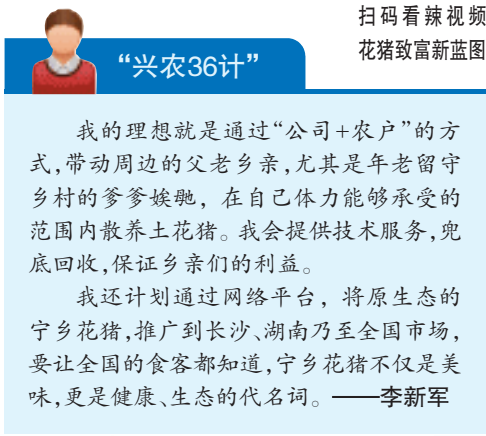 扫码看辣视频
花猪致富新蓝图
“兴农36计”
我的理想就是通过“公司+农户”的方
式,带动周边的父老乡亲,尤其是年老留守
乡村的爹爹娭毑，在自己体力能够承受的
范围内散养土花猪。我会提供技术服务,兜
底回收,保证乡亲们的利益。
我还计划通过网络平台，将原生态的
宁乡花猪,推广到长沙、湖南乃至全国市场,
要让全国的食客都知道,宁乡花猪不仅是美
味,更是健康、生态的代名词。——李新军